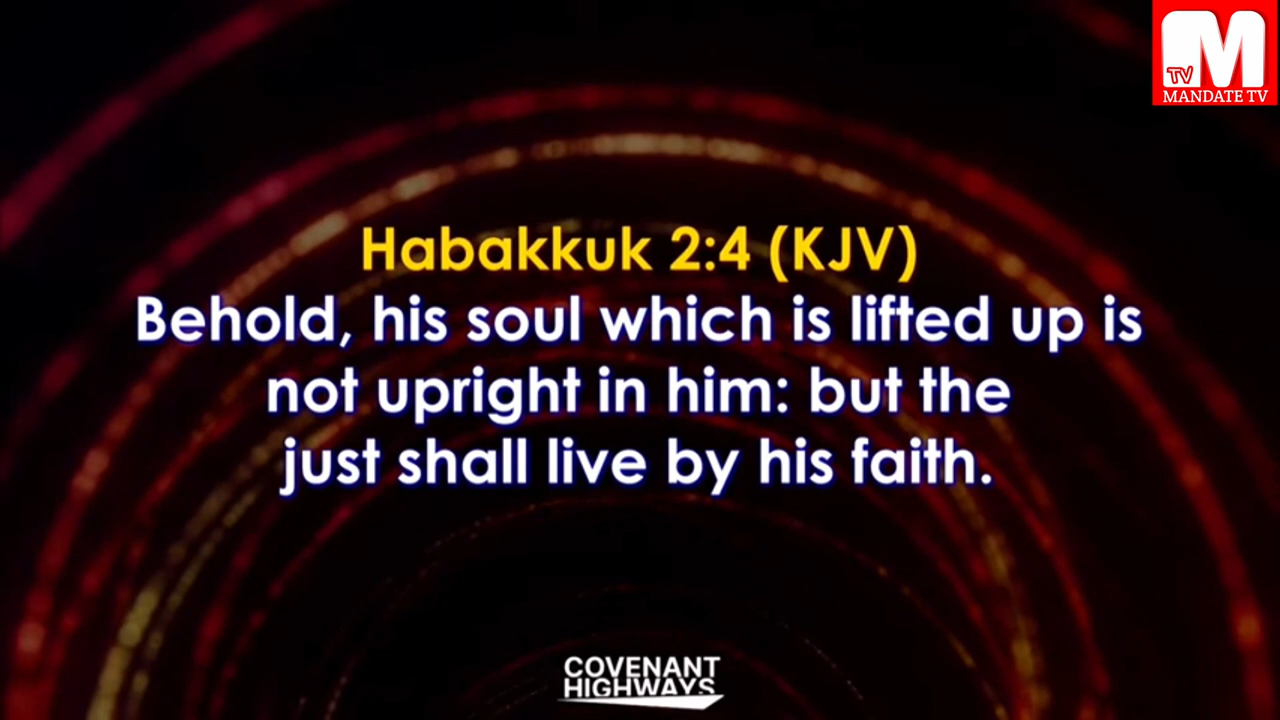 TV M
MANDATE TV
Habakkuk 2:4 (KJV)
Behold, his soul which is lifted up is
not upright in him: but the
just shall live by his faith.
COVENANT
HIGHWAYS